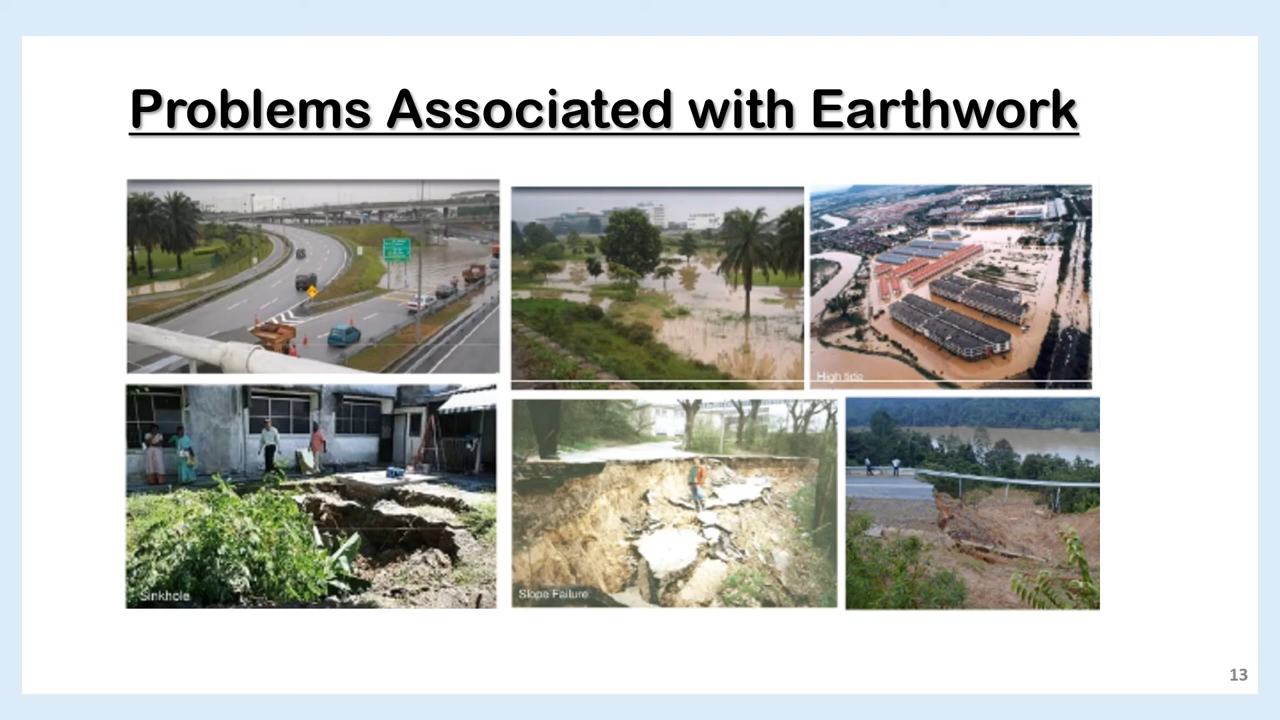 Problems Associated with Earthwork
High tide
Sinkhole
Slope Failure
13